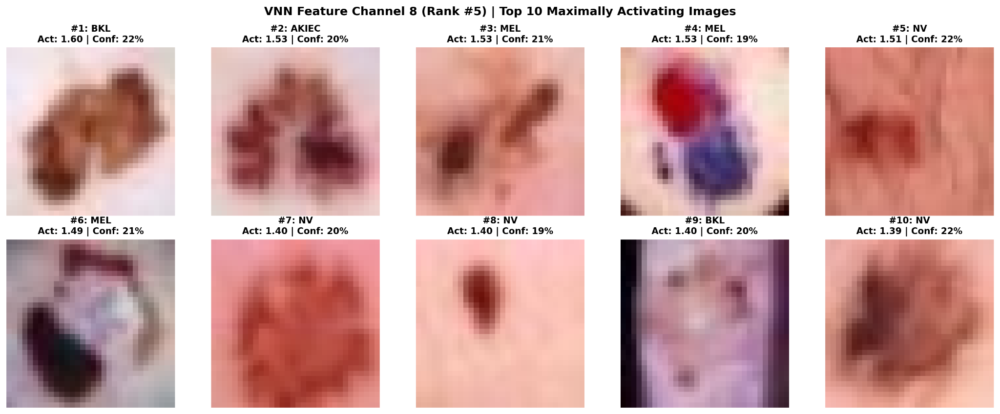 VNN Feature Channel 8 (Rank #5) | Top 10 Maximally Activating Images
#1: BKL
Act: 1.60 | Conf: 22%
#2: AKIEC
Act: 1.53 | Conf: 20%
#3: MEL
Act: 1.53 | Conf: 21%
#4: MEL
Act: 1.53 | Conf: 19%
#5: NV
Act: 1.51 | Conf: 22%
#6: MEL
Act: 1.49 | Conf: 21%
#7: NV
Act: 1.40 | Conf: 20%
#8: NV
Act: 1.40 | Conf: 19%
#9: BKL
Act: 1.40 | Conf: 20%
#10: NV
Act: 1.39 | Conf: 22%